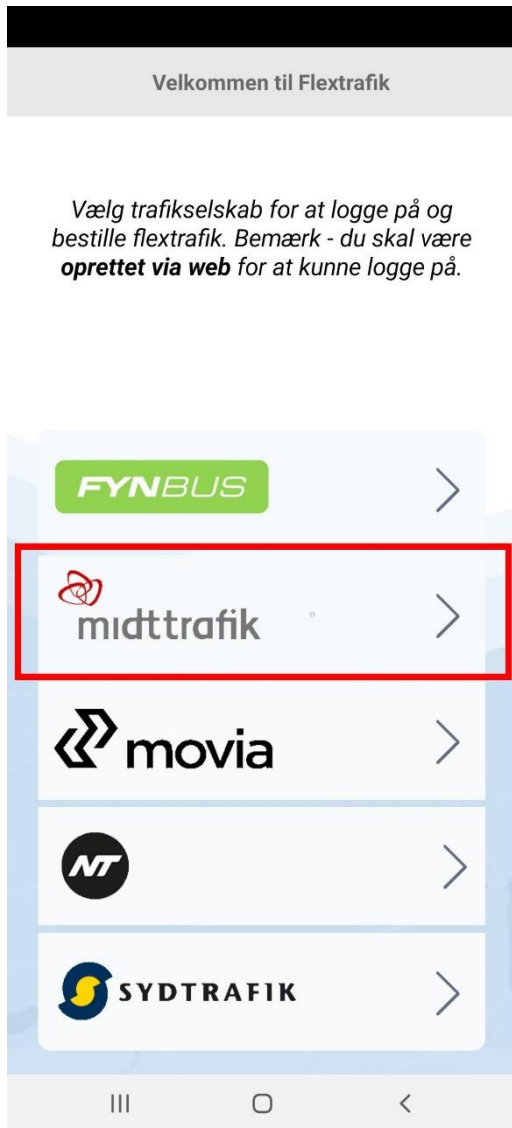 Velkommen til Flextrafik
Vælg trafikselskab for at logge på og
bestille flextrafik. Bemærk - du skal være
oprettet via web for at kunne logge på.
FYNBUS
mıdttrafik
movia
NT
SYDTRAFIK